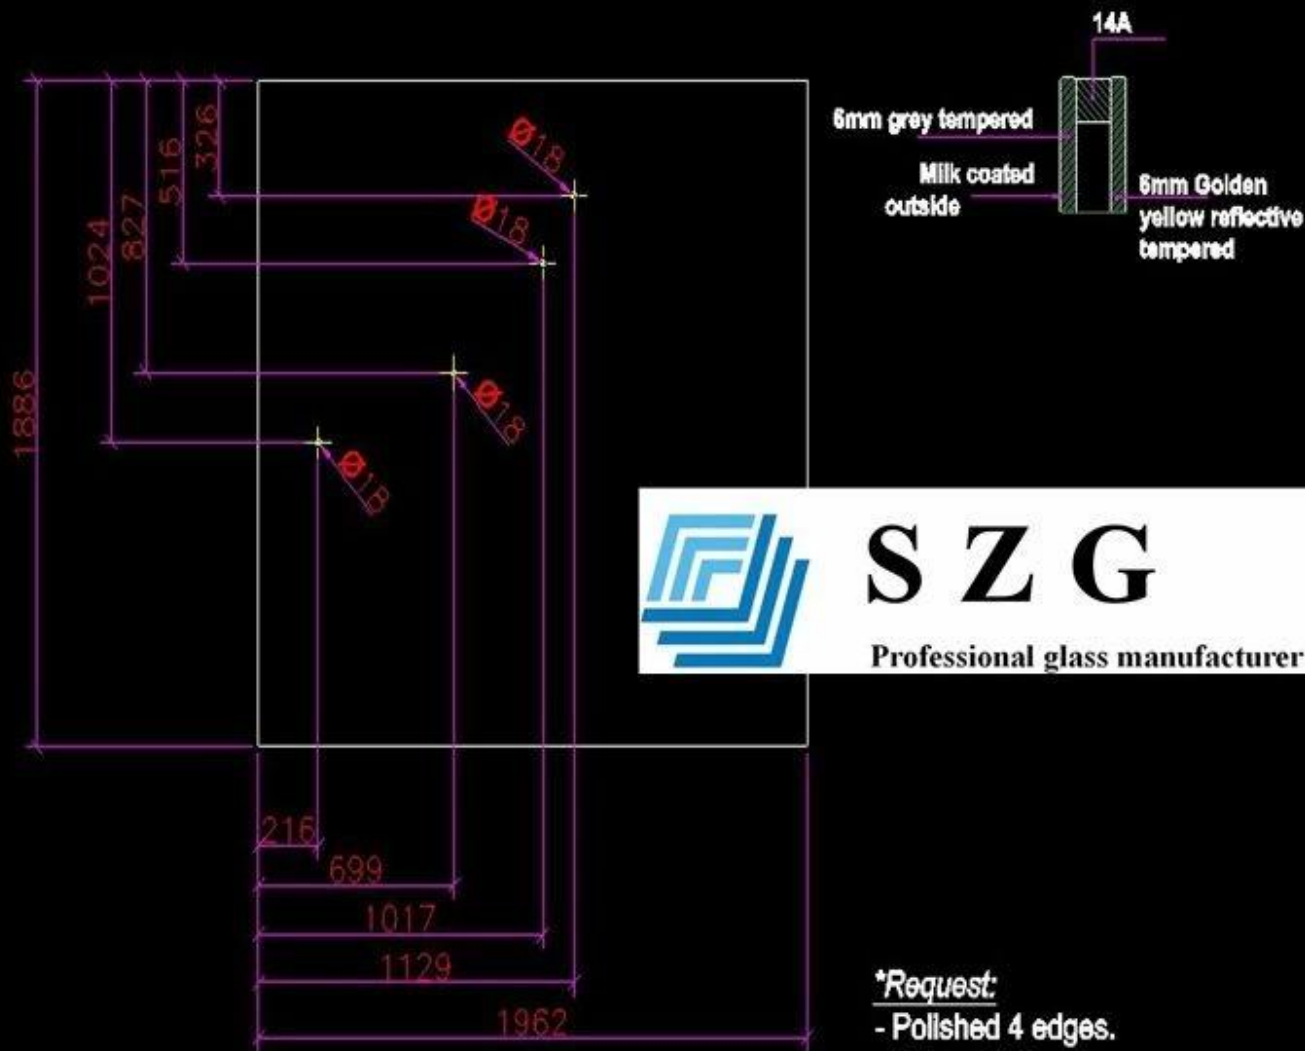 14A
6mm grey tempered
Milk coated
outside
6mm Golden
yellow reflective
tempered
326
516
827
1024
1886
Ø18
Ø18
Ø18
Ø18
S Z G
Professional glass manufacturer
216
699
1017
1129
1962
*Request:
- Polished 4 edges.